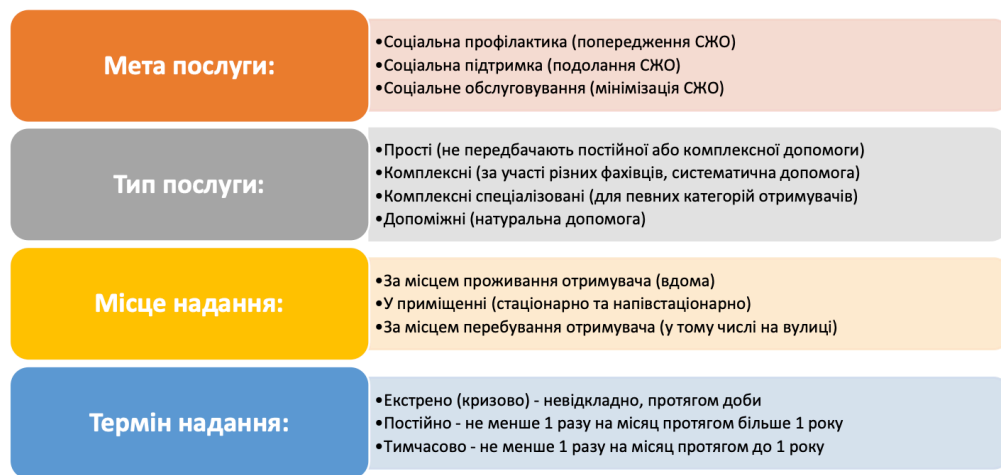 Мета послуги:
•Соціальна профілактика (попередження СЖО)
•Соціальна підтримка (подолання СЖО)
•Соціальне обслуговування (мінімізація СЖО)
Тип послуги:
•Прості (не передбачають постійної або комплексної допомоги)
•Комплексні (за участі різних фахівців, систематична допомога)
•Комплексні спеціалізовані (для певних категорій отримувачів)
•Допоміжні (натуральна допомога)
Місце надання:
•За місцем проживання отримувача (вдома)
•У приміщенні (стаціонарно та напівстаціонарно)
•За місцем перебування отримувача (у тому числі на вулиці)
Термін надання:
•Екстрено (кризово) - невідкладно, протягом доби
•Постійно - не менше 1 разу на місяц протягом більше 1 року
•Тимчасово - не менше 1 разу на місяц протягом до 1 року